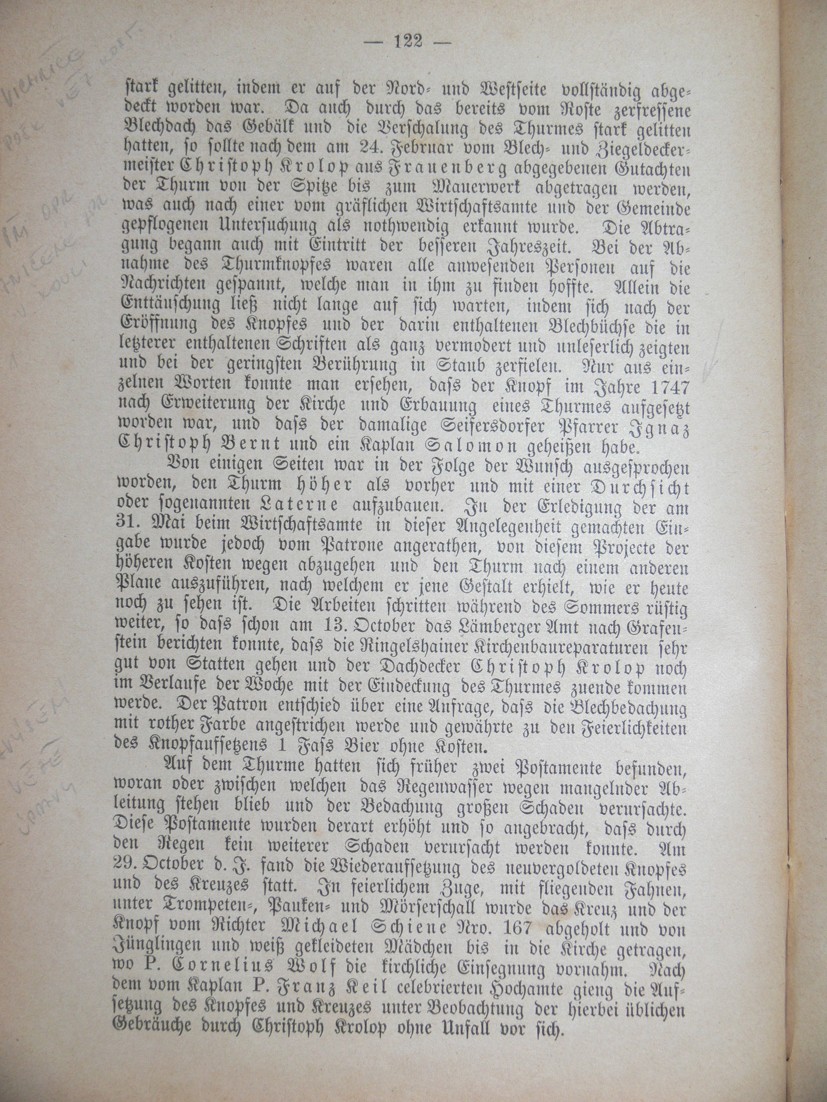 — 122 —
stark gelitten, indem er auf der Nord- und Westseite vollständig abge-
deckt worden war. Da auch durch das bereits vom Roste zerfressene
Blechdach das Gebälk und die Verschalung des Thurmes stark gelitten
hatten, so sollte nach dem am 24. Februar vom Blech- und Ziegeldecker-
meister Christoph Krolop aus Frauenberg abgegebenen Gutachten
der Thurm von der Spitze bis zum Mauerwerk abgetragen werden,
was auch nach einer vom gräflichen Wirtschaftsamte und der Gemeinde
gepflogenen Untersuchung als nothwendig erkannt wurde. Die Abtra-
gung begann auch mit Eintritt der besseren Jahreszeit. Bei der Ab-
nahme des Thurmknopfes waren alle anwesenden Personen auf die
Nachrichten gespannt, welche man in ihm zu finden hoffte. Allein die
Enttäuschung ließ nicht lange auf sich warten, indem sich nach der
Eröffnung des Knopfes und der darin enthaltenen Blechbüchse die in
letzterer enthaltenen Schriften als ganz vermodert und unleserlich zeigten
und bei der geringsten Berührung in Staub zerfielen. Nur aus ein-
zelnen Worten konnte man ersehen, dass der Knopf im Jahre 1747
nach Erweiterung der Kirche und Erbauung eines Thurmes aufgesetzt
worden war, und dass der damalige Seifersdorfer Pfarrer Ignaz
Christoph Bernt und ein Kaplan Salomon geheißen habe.
Von einigen Seiten war in der Folge der Wunsch ausgesprochen
worden, den Thurm höher als vorher und mit einer Durchsicht
oder sogenannten Laterne aufzubauen. In der Erledigung der am
31. Mai beim Wirtschaftsamte in dieser Angelegenheit gemachten Ein-
gabe wurde jedoch vom Patrone angerathen, von diesem Projecte der
höheren Kosten wegen abzugehen und den Thurm nach einem anderen
Plane auszuführen, nach welchem er jene Gestalt erhielt, wie er heute
noch zu sehen ist. Die Arbeiten schritten während des Sommers rüstig
weiter, so dass schon am 13. October das Lämberger Amt nach Grafen-
stein berichten konnte, dass die Ringelshainer Kirchenbaureparaturen sehr
gut von Statten gehen und der Dachdecker Christoph Krolop noch
im Verlaufe der Woche mit der Eindeckung des Thurmes zuende kommen
werde. Der Patron entschied über eine Anfrage, dass die Blechbedachung
mit rother Farbe angestrichen werde und gewährte zu den Feierlichkeiten
des Knopfaufsetzens 1 Fass Bier ohne Kosten.
Auf dem Thurme hatten sich früher zwei Postamente befunden,
woran oder zwischen welchen das Regenwasser wegen mangelnder Ab-
leitung stehen blieb und der Bedachung großen Schaden verursachte.
Diese Postamente wurden derart erhöht und so angebracht, dass durch
den Regen kein weiterer Schaden verursacht werden konnte. Am
29. October d. J. fand die Wiederaufsetzung des neuvergoldeten Knopfes
und des Kreuzes statt. In feierlichem Zuge, mit fliegenden Fahnen,
unter Trompeten-, Pauken- und Mörserschall wurde das Kreuz und der
Knopf vom Richter Michael Schiene Nro. 167 abgeholt und von
Jünglingen und weiß gekleideten Mädchen bis in die Kirche getragen,
wo P. Cornelius Wolf die kirchliche Einsegnung vornahm. Nach
dem vom Kaplan P. Franz Keil celebrierten Hochamte gieng die Auf-
setzung des Knopfes und Kreuzes unter Beobachtung der hierbei üblichen
Gebräuche durch Christoph Krolop ohne Unfall vor sich.